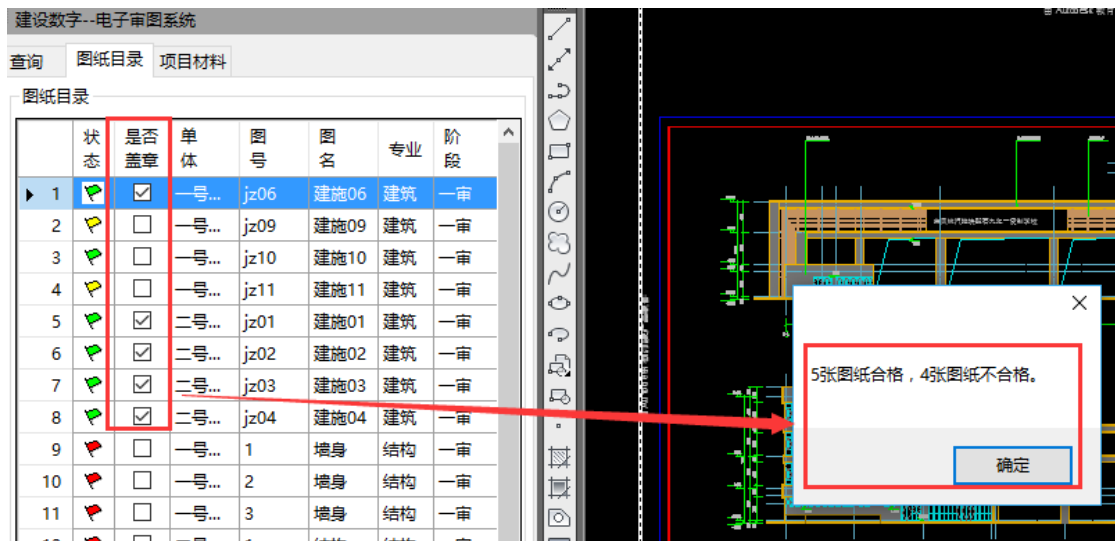 建设数字--电子审图系统
查询 图纸目录 项目材料
图纸目录
状态 是否盖章 单体 图号 图名 专业 阶段
1 一号... jz06 建施06 建筑 一审
2 一号... jz09 建施09 建筑 一审
3 一号... jz10 建施10 建筑 一审
4 一号... jz11 建施11 建筑 一审
5 二号... jz01 建施01 建筑 一审
6 二号... jz02 建施02 建筑 一审
7 二号... jz03 建施03 建筑 一审
8 二号... jz04 建施04 建筑 一审
9 一号... 1 墙身 结构 一审
10 一号... 2 墙身 结构 一审
11 一号... 3 墙身 结构 一审
5张图纸合格，4张图纸不合格。
确定